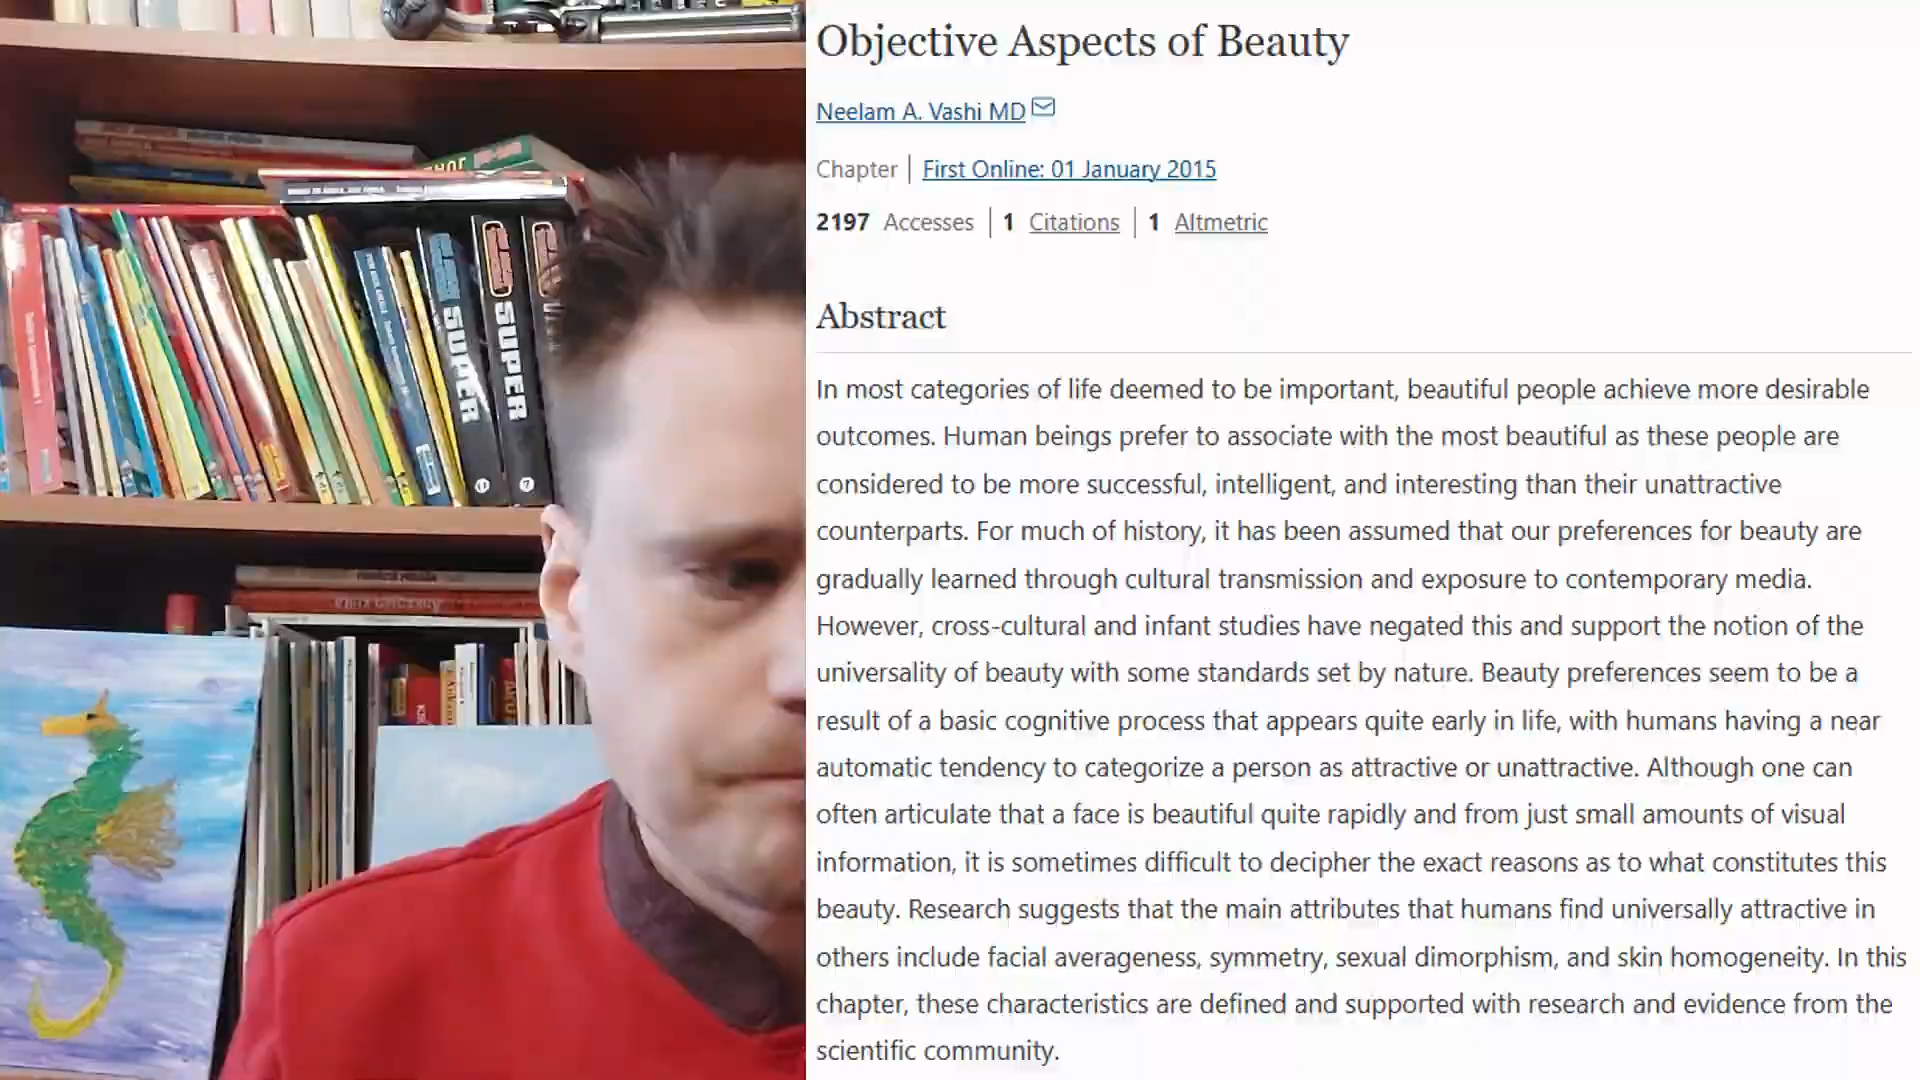 Objective Aspects of Beauty
Neelam A. Vashi MD
Chapter | First Online: 01 January 2015
2197 Accesses | 1 Citations | 1 Altmetric
Abstract
In most categories of life deemed to be important, beautiful people achieve more desirable
outcomes. Human beings prefer to associate with the most beautiful as these people are
considered to be more successful, intelligent, and interesting than their unattractive
counterparts. For much of history, it has been assumed that our preferences for beauty are
gradually learned through cultural transmission and exposure to contemporary media.
However, cross-cultural and infant studies have negated this and support the notion of the
universality of beauty with some standards set by nature. Beauty preferences seem to be a
result of a basic cognitive process that appears quite early in life, with humans having a near
automatic tendency to categorize a person as attractive or unattractive. Although one can
often articulate that a face is beautiful quite rapidly and from just small amounts of visual
information, it is sometimes difficult to decipher the exact reasons as to what constitutes this
beauty. Research suggests that the main attributes that humans find universally attractive in
others include facial averageness, symmetry, sexual dimorphism, and skin homogeneity. In this
chapter, these characteristics are defined and supported with research and evidence from the
scientific community.
SUPER
SUPER
7